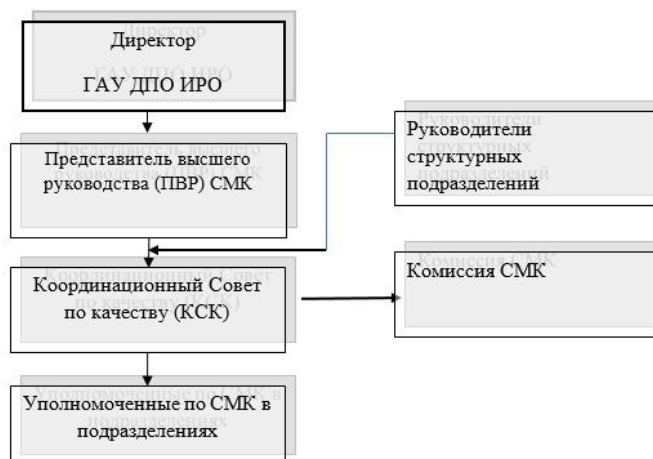 Директор
ГАУ ДПО ИРО
Представитель высшего
руководства (ПВР) СМК
Руководители
структурных
подразделений
Координационный Совет
по качеству (КСК)
Комиссия СМК
Уполномоченные по СМК в
подразделениях